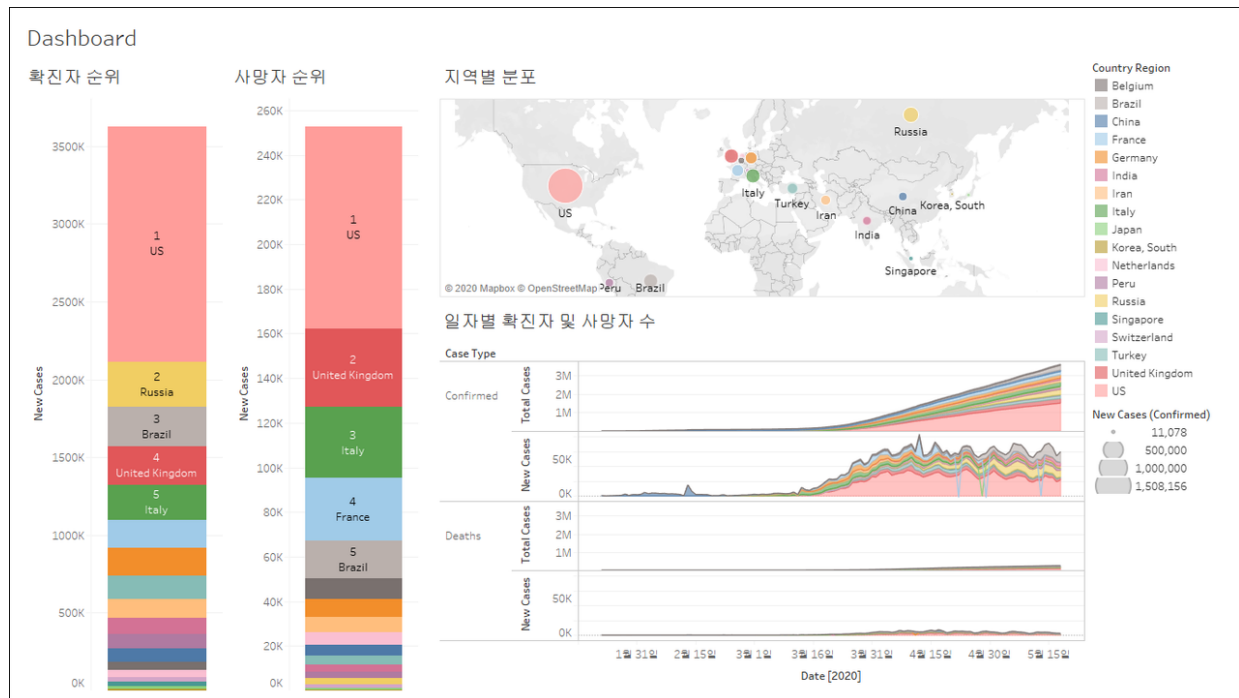 Dashboard
확진자 순위
사망자 순위
지역별 분포
New Cases
3500K
3000K
2500K
2000K
1500K
1000K
500K
0K
1
US
2
Russia
3
Brazil
4
United Kingdom
5
Italy
New Cases
260K
240K
220K
200K
180K
160K
140K
120K
100K
80K
60K
40K
20K
0K
1
US
2
United Kingdom
3
Italy
4
France
5
Brazil
Russia
US
Italy
Turkey
Iran
China
Korea, South
India
Singapore
Peru
Brazil
© 2020 Mapbox © OpenStreetMap
일자별 확진자 및 사망자 수
Case Type
Confirmed
Total Cases
3M
2M
1M
New Cases
50K
0K
Deaths
Total Cases
3M
2M
1M
New Cases
50K
0K
1월 31일
2월 15일
3월 1일
3월 16일
3월 31일
4월 15일
4월 30일
5월 15일
Date [2020]
Country Region
Belgium
Brazil
China
France
Germany
India
Iran
Italy
Japan
Korea, South
Netherlands
Peru
Russia
Singapore
Switzerland
Turkey
United Kingdom
US
New Cases (Confirmed)
11,078
500,000
1,000,000
1,508,156